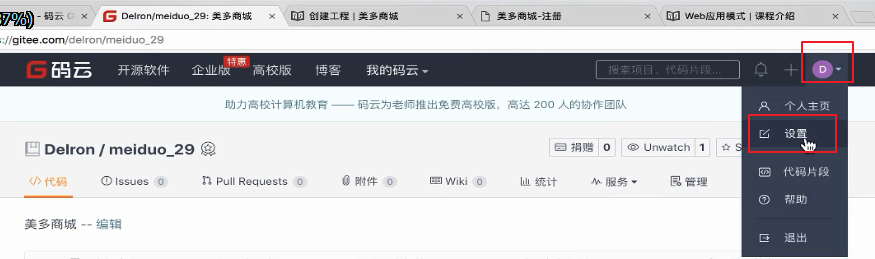 37%) - 码云 G
Delron/meiduo_29: 美多商城
创建工程 | 美多商城
美多商城-注册
Web应用模式 | 课程介绍
s://gitee.com/delron/meiduo_29
码云
开源软件
企业版
特惠
高校版
博客
我的码云
搜索项目、代码片段...
D
助力高校计算机教育 —— 码云为老师推出免费高校版，高达 200 人的协作团队
个人主页
设置
代码片段
帮助
退出
Delron / meiduo_29
捐赠 0
Unwatch 1
S
代码
Issues 0
Pull Requests 0
附件 0
Wiki 0
统计
服务
管理
美多商城 -- 编辑